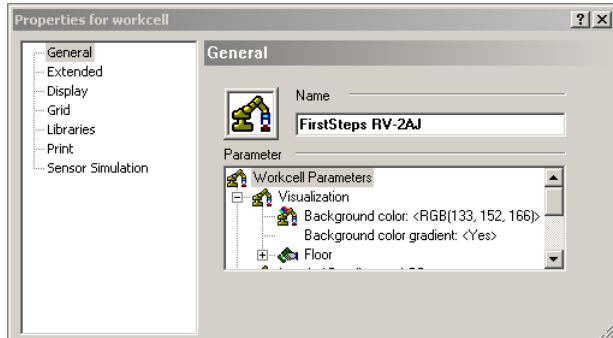 Properties for workcell
General
Extended
Display
Grid
Libraries
Print
Sensor Simulation
General
Name
FirstSteps RV-2AJ
Parameter
Workcell Parameters
Visualization
Background color: <RGB(133, 152, 166)>
Background color gradient: <Yes>
Floor